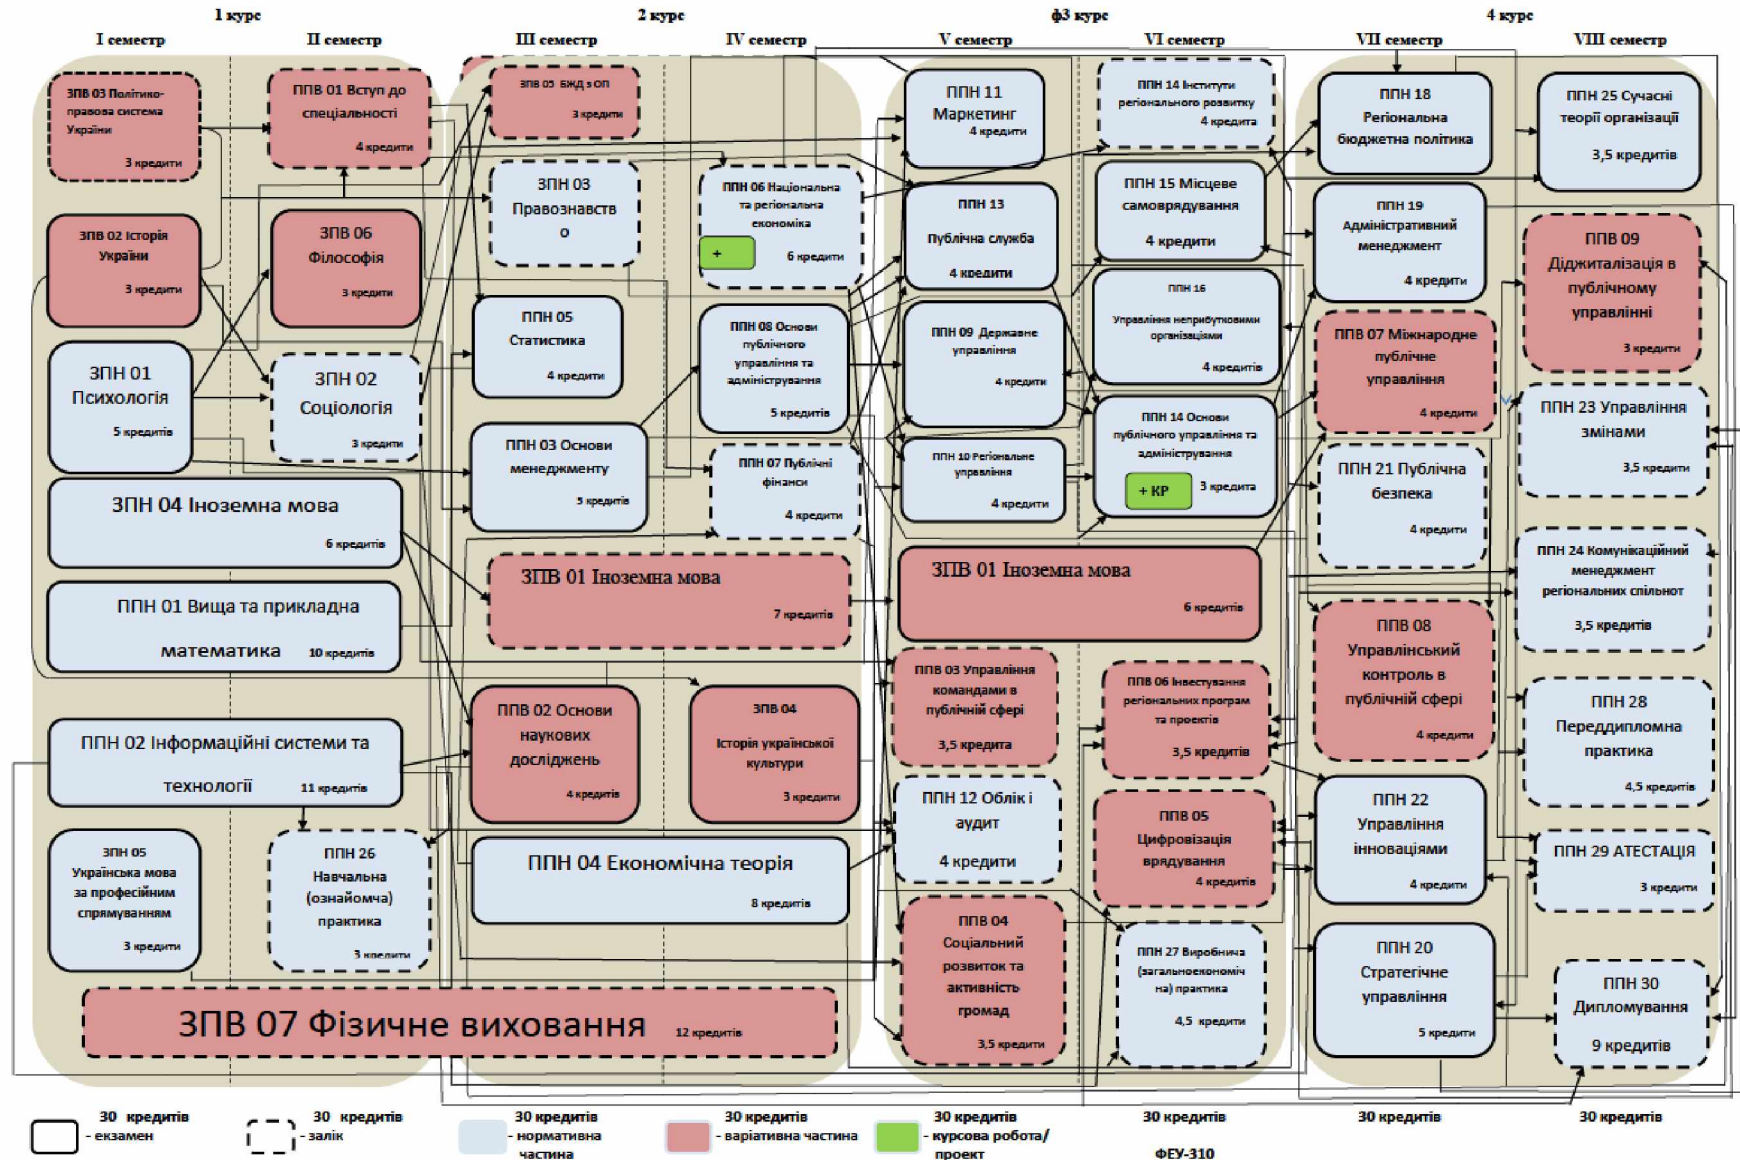 1 курс
2 курс
ф3 курс
4 курс
I семестр
II семестр
III семестр
IV семестр
V семестр
VI семестр
VII семестр
VIII семестр
ЗПВ 03 Політико-
правова система
України
3 кредити
ЗПВ 02 Історія
України
3 кредити
ЗПН 01
Психологія
5 кредитів
ЗПН 04 Іноземна мова
6 кредитів
ППН 01 Вища та прикладна
математика 10 кредитів
ППН 02 Інформаційні системи та
технології 11 кредитів
ЗПН 05
Українська мова
за професійним
спрямуванням
3 кредити
ППВ 01 Вступ до
спеціальності
4 кредити
ЗПВ 06
Філософія
3 кредити
ЗПН 02
Соціологія
3 кредити
ППН 26
Навчальна
(ознайомча)
практика
3 кредити
ЗПВ 07 Фізичне виховання 12 кредитів
ЗПВ 05 БЖД з ОП
3 кредити
ЗПН 03
Правознавств
о
ППН 05
Статистика
4 кредити
ППН 03 Основи
менеджменту
5 кредитів
ЗПВ 01 Іноземна мова
7 кредитів
ППВ 02 Основи
наукових
досліджень
4 кредитів
ППН 04 Економічна теорія
8 кредитів
ППН 06 Національна
та регіональна
економіка
+
6 кредити
ППН 08 Основи
публічного
управління та
адміністрування
5 кредитів
ППН 07 Публічні
фінанси
4 кредити
ЗПВ 04
Історія української
культури
3 кредити
ППН 11
Маркетинг
4 кредити
ППН 13
Публічна служба
4 кредити
ППН 09 Державне
управління
4 кредити
ППН 10 Регіональне
управління
4 кредити
ЗПВ 01 Іноземна мова
6 кредитів
ППВ 03 Управління
командами в
публічній сфері
3,5 кредита
ППН 12 Облік і
аудит
4 кредити
ППВ 04
Соціальний
розвиток та
активність
громад
3,5 кредити
ППН 14 Інститути
регіонального розвитку
4 кредита
ППН 15 Місцеве
самоврядування
4 кредити
ППН 16
Управління неприбутковими
організаціями
4 кредитів
ППН 14 Основи
публічного управління та
адміністрування
+ КР
3 кредита
ППВ 06 Інвестування
регіональних програм
та проектів
3,5 кредитів
ППВ 05
Цифровізація
врядування
4 кредитів
ППН 27 Виробнича
(загальноекономіч
на) практика
4,5 кредити
ППН 18
Регіональна
бюджетна політика
ППН 19
Адміністративний
менеджмент
4 кредити
ППВ 07 Міжнародне
публічне
управління
4 кредити
ППН 21 Публічна
безпека
4 кредити
ППВ 08
Управлінський
контроль в
публічній сфері
4 кредити
ППН 22
Управління
інноваціями
4 кредити
ППН 20
Стратегічне
управління
5 кредити
ППН 25 Сучасні
теорії організації
3,5 кредитів
ППВ 09
Діджиталізація в
публічному
управлінні
3 кредити
ППН 23 Управління
змінами
3,5 кредити
ППН 24 Комунікаційний
менеджмент
регіональних спільнот
3,5 кредитів
ППН 28
Переддипломна
практика
4,5 кредити
ППН 29 АТЕСТАЦІЯ
3 кредити
ППН 30
Дипломування
9 кредитів
30 кредитів
30 кредитів
30 кредитів
30 кредитів
30 кредитів
30 кредитів
30 кредитів
30 кредитів
- екзамен
- залік
- нормативна
частина
- варіативна частина
- курсова робота/
проект
ФЕУ-310